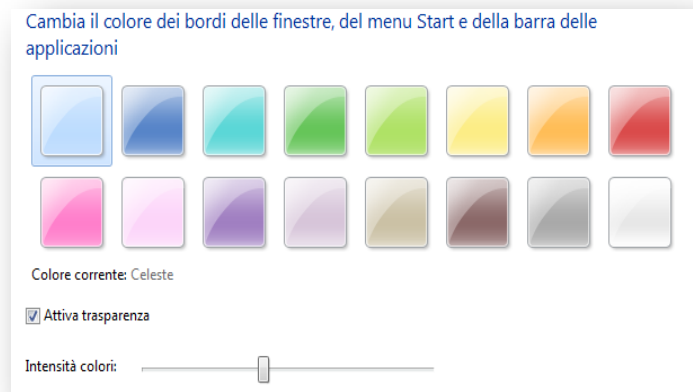 Cambia il colore dei bordi delle finestre, del menu Start e della barra delle
applicazioni
Colore corrente: Celeste
Attiva trasparenza
Intensità colori: